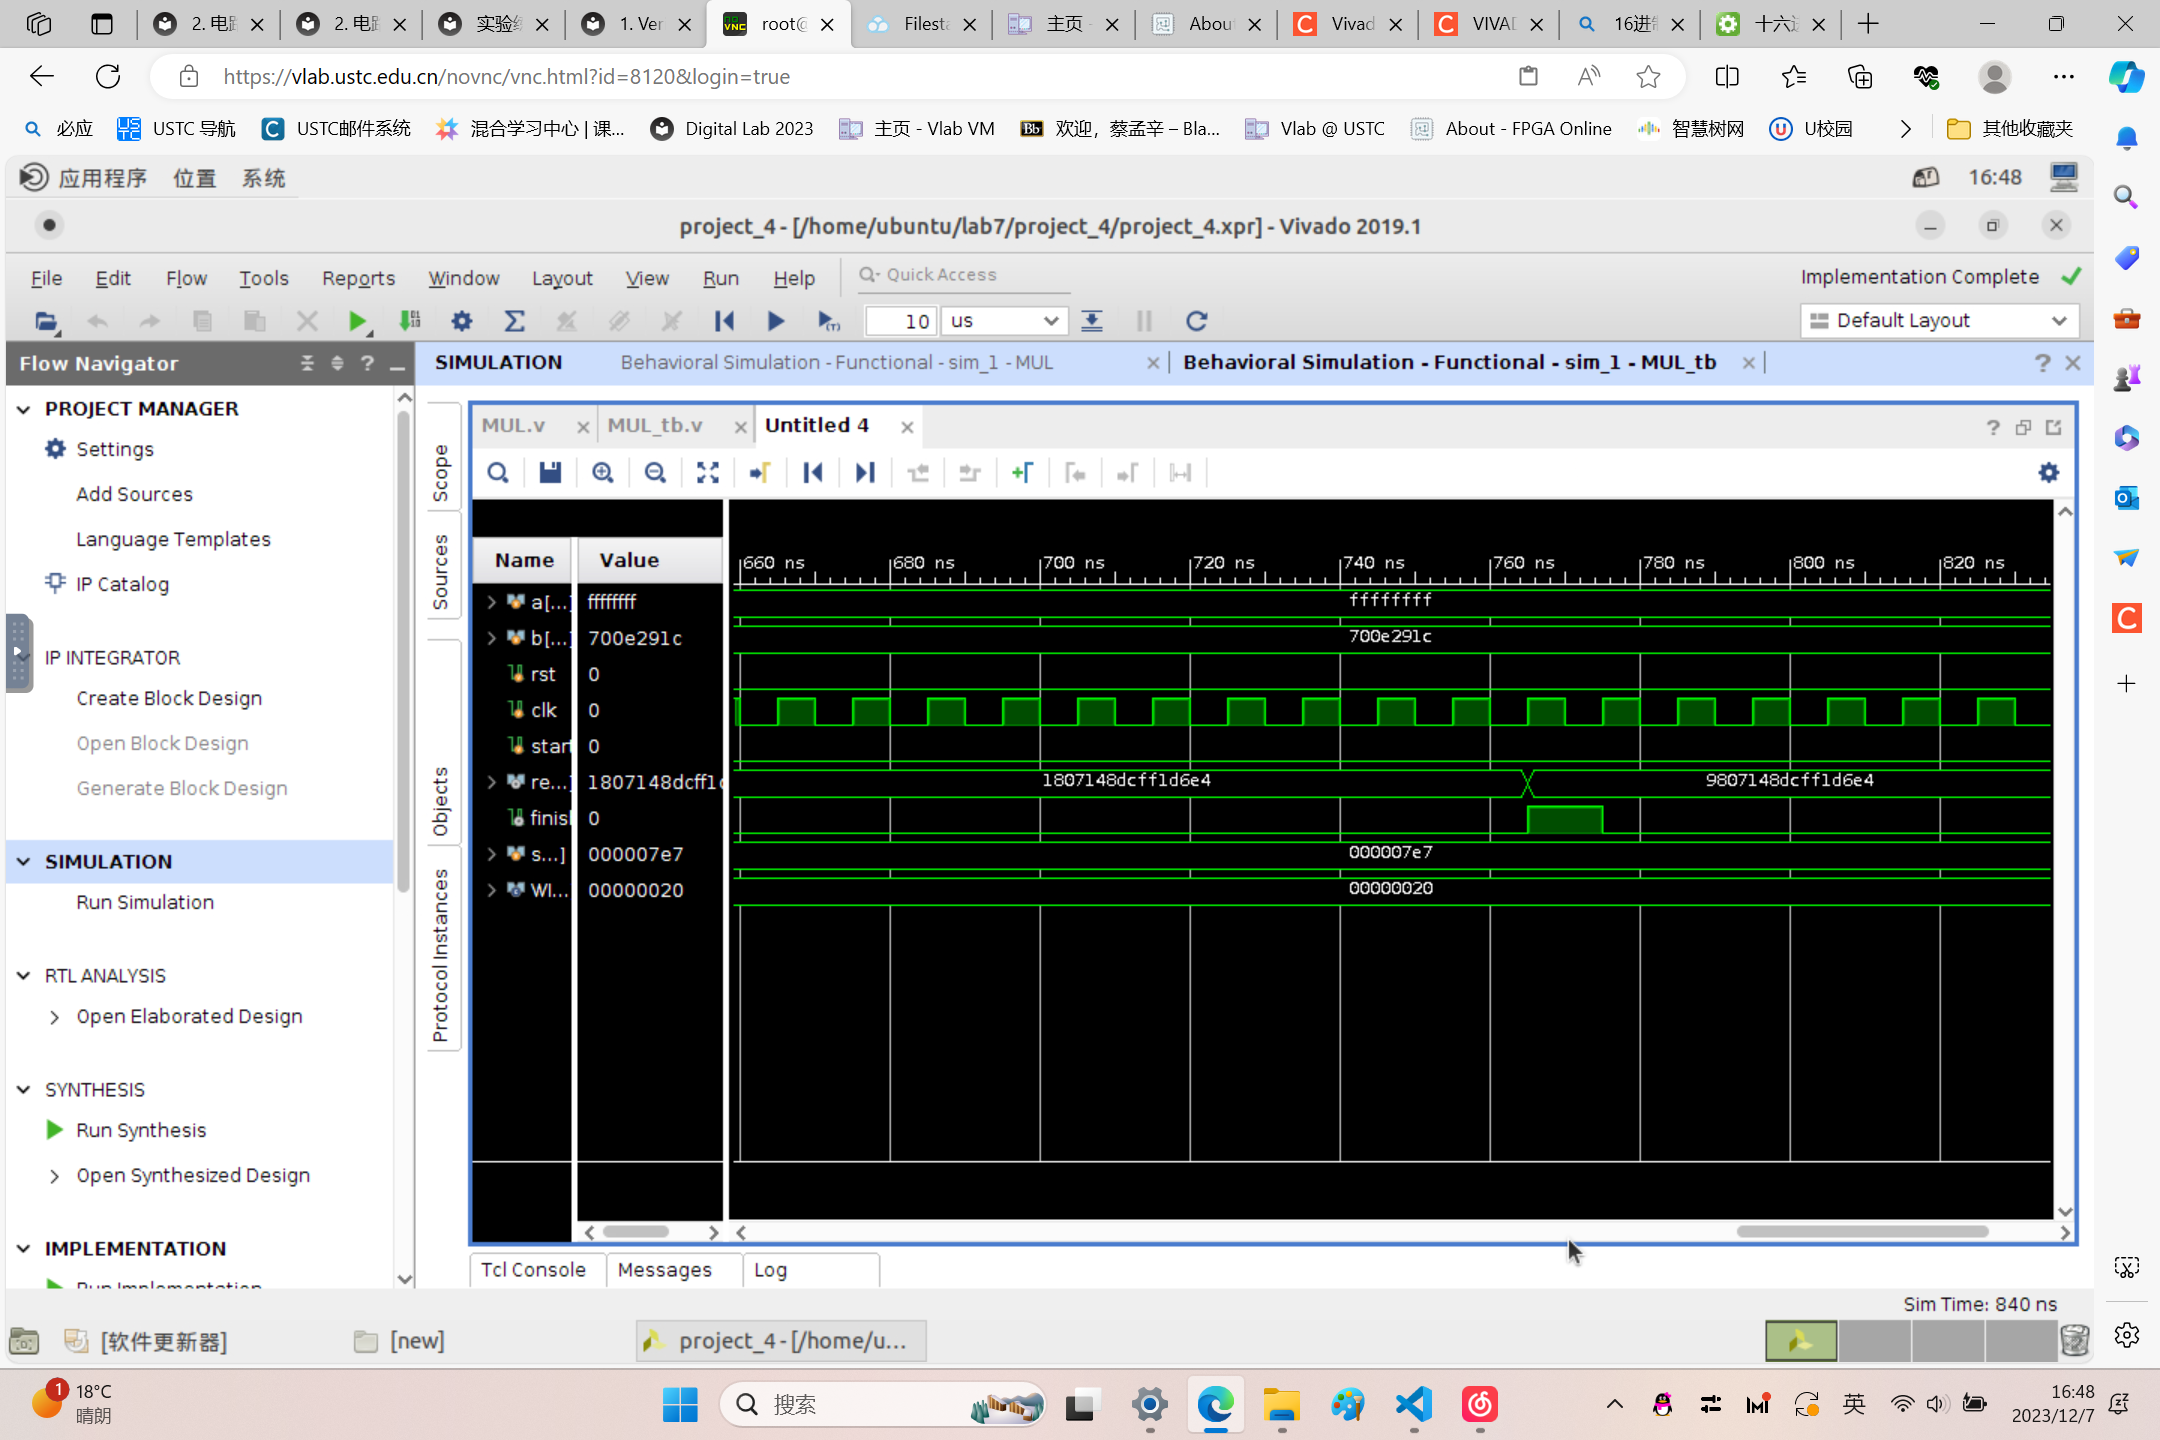 2. 电路
2. 电路
实验
1. Ver
root@
Filesta
主页 -
About
Vivad
VIVAD
16进制
十六进
https://vlab.ustc.edu.cn/novnc/vnc.html?id=8120&login=true
必应
USTC 导航
USTC邮件系统
混合学习中心 | 课...
Digital Lab 2023
主页 - Vlab VM
欢迎，蔡孟辛 – Bla...
Vlab @ USTC
About - FPGA Online
智慧树网
U校园
其他收藏夹
应用程序 位置 系统
16:48
project_4 - [/home/ubuntu/lab7/project_4/project_4.xpr] - Vivado 2019.1
File Edit Flow Tools Reports Window Layout View Run Help
Quick Access
Implementation Complete
10 us
Default Layout
Flow Navigator
SIMULATION
Behavioral Simulation - Functional - sim_1 - MUL
Behavioral Simulation - Functional - sim_1 - MUL_tb
PROJECT MANAGER
Settings
Add Sources
Language Templates
IP Catalog
IP INTEGRATOR
Create Block Design
Open Block Design
Generate Block Design
SIMULATION
Run Simulation
RTL ANALYSIS
Open Elaborated Design
SYNTHESIS
Run Synthesis
Open Synthesized Design
IMPLEMENTATION
Run Implementation
Scope
Sources
Objects
Protocol Instances
MUL.v
MUL_tb.v
Untitled 4
Name Value
660 ns 680 ns 700 ns 720 ns 740 ns 760 ns 780 ns 800 ns 820 ns
a[...] ffffffff ffffffff
b[...] 700e291c 700e291c
rst 0
clk 0
start 0
re...] 1807148dcff1d 1807148dcff1d6e4 9807148dcff1d6e4
finish 0
s...] 000007e7 000007e7
WI... 00000020 00000020
Tcl Console
Messages
Log
Sim Time: 840 ns
[软件更新器]
[new]
project_4 - [/home/u...
1
18°C
晴朗
搜索
英
16:48
2023/12/7